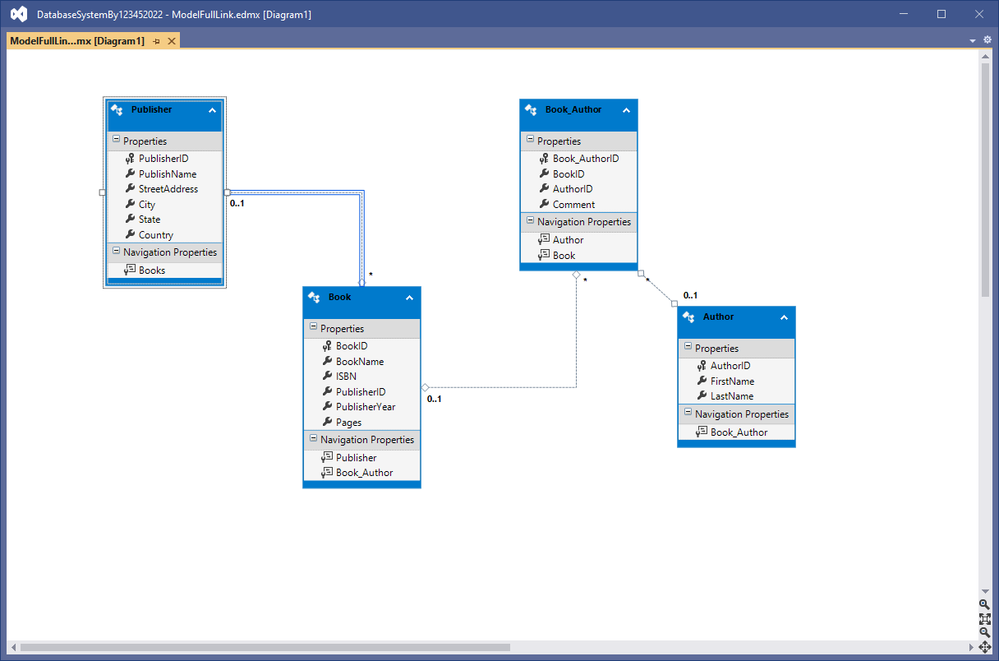 DatabaseSystemBy123452022 - ModelFullLink.edmx [Diagram1]
ModelFullLin...mx [Diagram1]
Publisher
Properties
PublisherID
PublishName
StreetAddress
City
State
Country
Navigation Properties
Books
0..1
*
Book
Properties
BookID
BookName
ISBN
PublisherID
PublisherYear
Pages
Navigation Properties
Publisher
Book_Author
0..1
*
Book_Author
Properties
Book_AuthorID
BookID
AuthorID
Comment
Navigation Properties
Author
Book
*
0..1
Author
Properties
AuthorID
FirstName
LastName
Navigation Properties
Book_Author